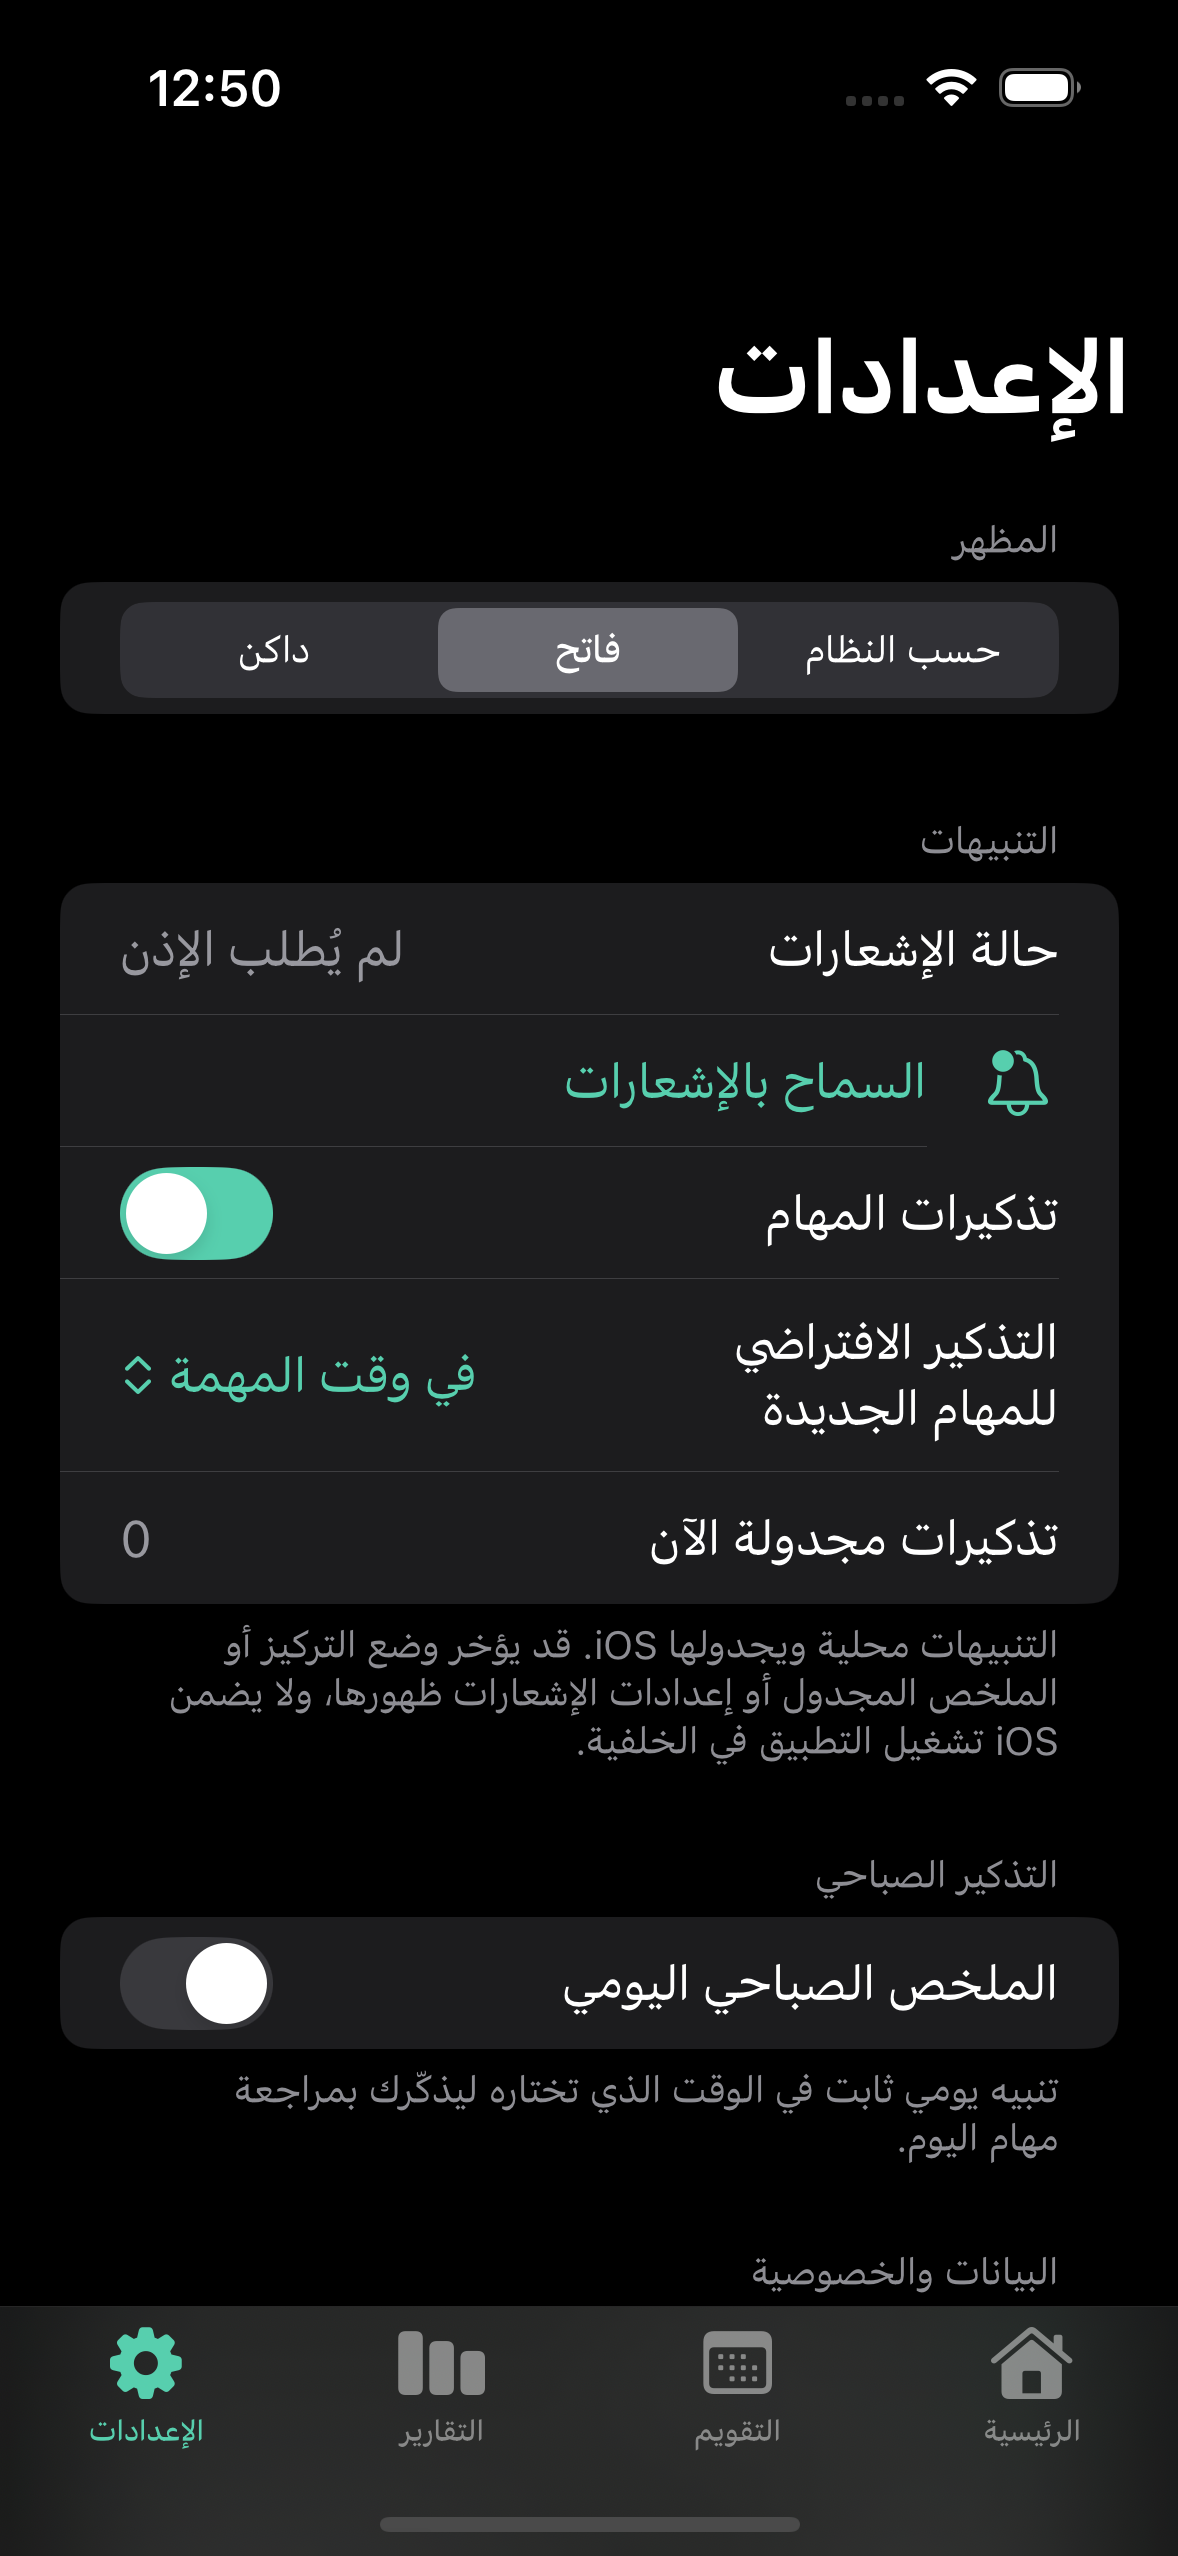 12:50
الإعدادات
المظهر
حسب النظام
فاتح
داكن
التنبيهات
حالة الإشعارات
لم يُطلب الإذن
السماح بالإشعارات
تذكيرات المهام
التذكير الافتراضي
للمهام الجديدة
في وقت المهمة
تذكيرات مجدولة الآن
0
التنبيهات محلية ويجدولها iOS. قد يؤخر وضع التركيز أو
الملخص المجدول أو إعدادات الإشعارات ظهورها، ولا يضمن
iOS تشغيل التطبيق في الخلفية.
التذكير الصباحي
الملخص الصباحي اليومي
تنبيه يومي ثابت في الوقت الذي تختاره ليذكّرك بمراجعة
مهام اليوم.
البيانات والخصوصية
الرئيسية
التقويم
التقارير
الإعدادات